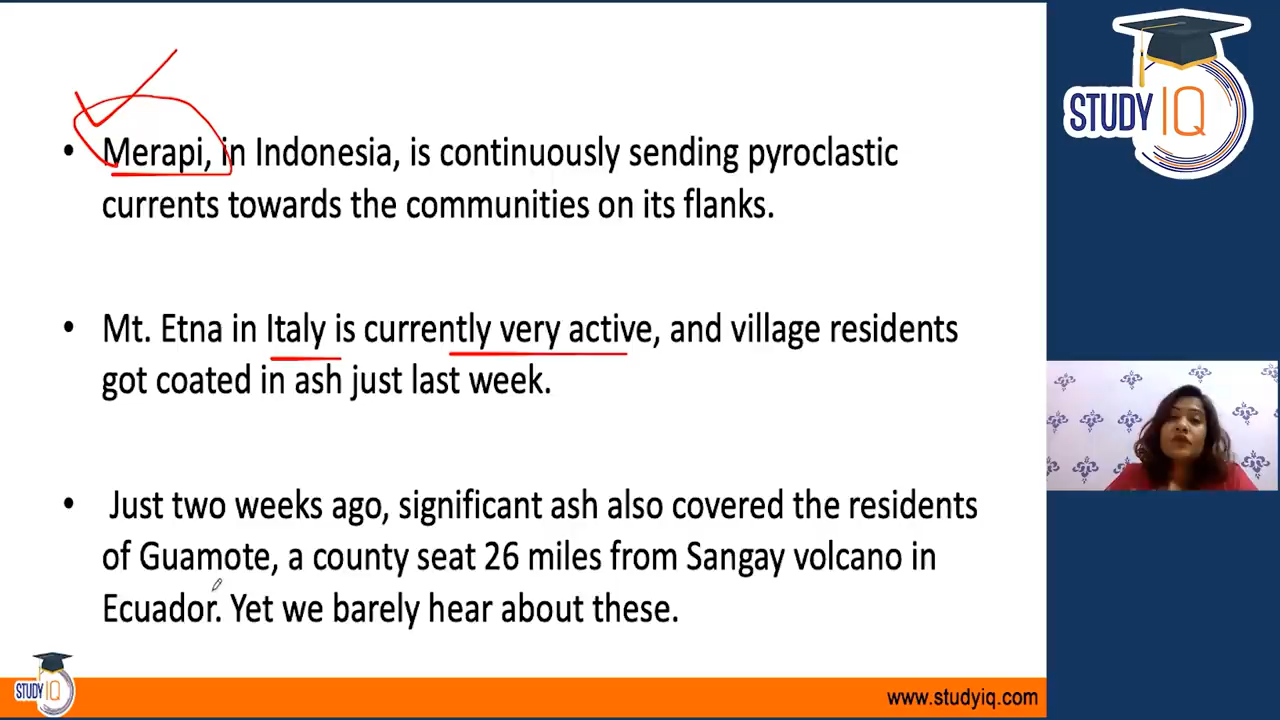 STUDY IQ
• Merapi, in Indonesia, is continuously sending pyroclastic
currents towards the communities on its flanks.
• Mt. Etna in Italy is currently very active, and village residents
got coated in ash just last week.
• Just two weeks ago, significant ash also covered the residents
of Guamote, a county seat 26 miles from Sangay volcano in
Ecuador. Yet we barely hear about these.
STUDY IQ
www.studyiq.com